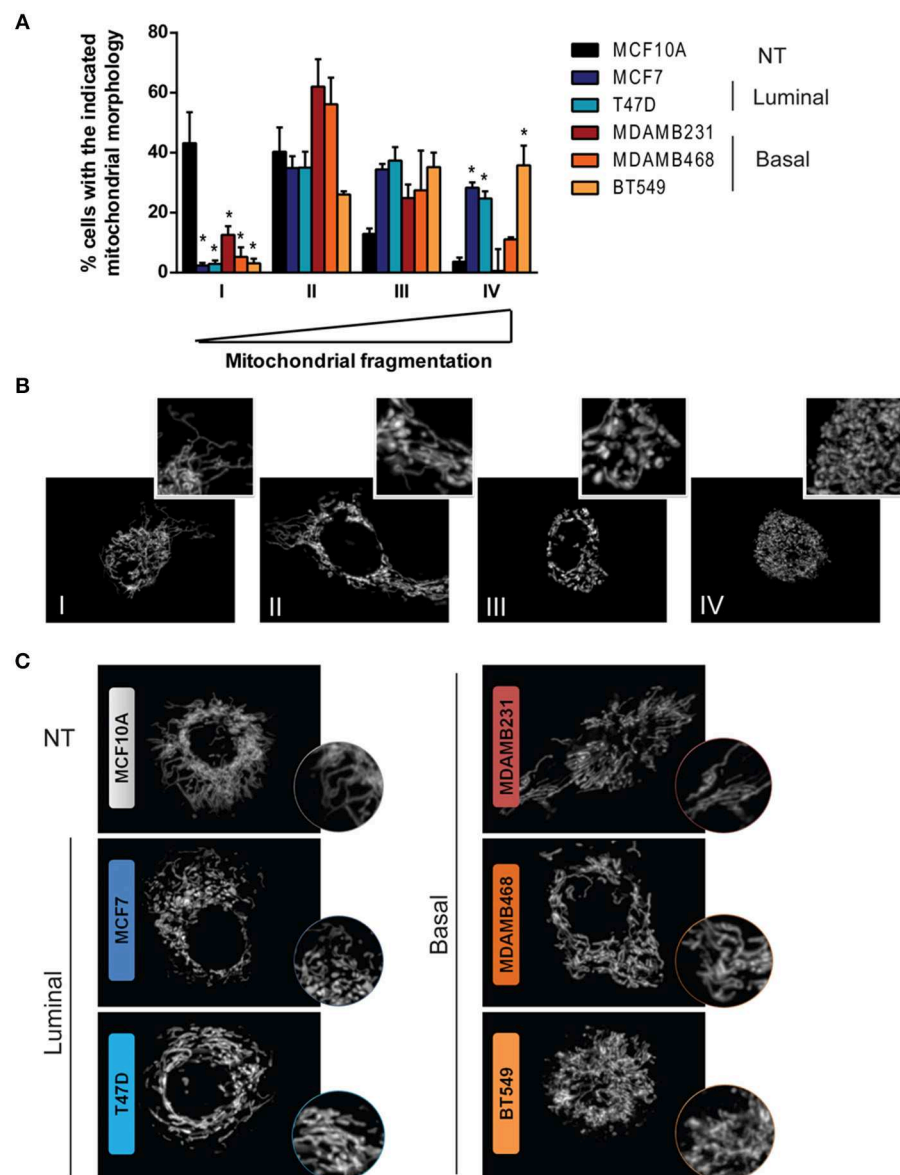 A
% cells with the indicated
mitochondrial morphology
80
60
40
20
0
* * * * *
* * *
I II III IV
Mitochondrial fragmentation
MCF10A NT
MCF7
T47D
Luminal
MDAMB231
MDAMB468
BT549
Basal
B
I
II
III
IV
C
NT
MCF10A
Luminal
MCF7
T47D
Basal
MDAMB231
MDAMB468
BT549